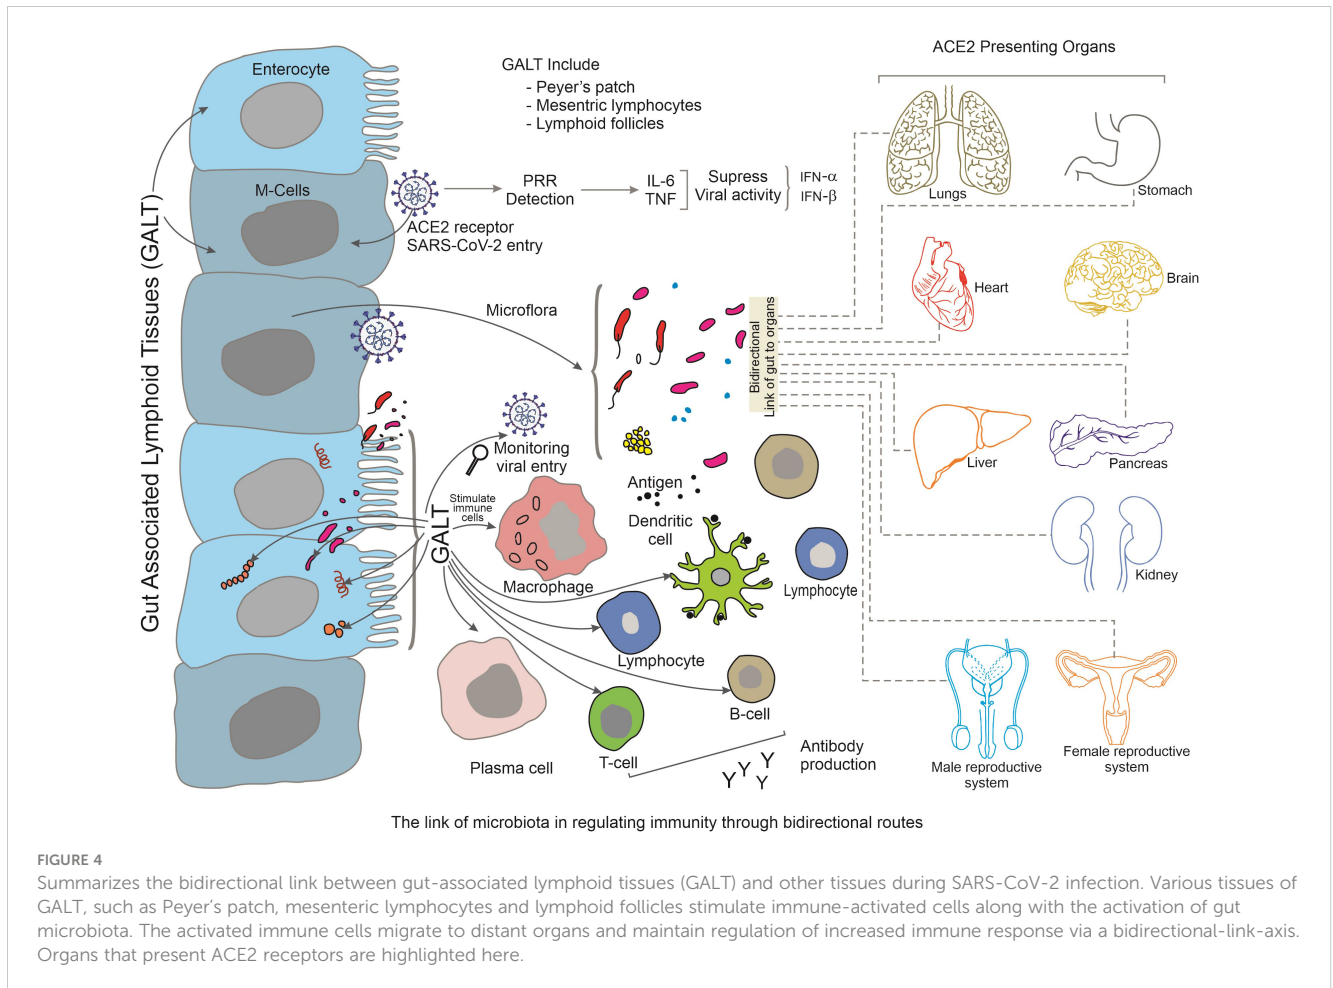 ACE2 Presenting Organs
Enterocyte
GALT Include
- Peyer's patch
- Mesentric lymphocytes
- Lymphoid follicles
M-Cells
PRR
Detection
IL-6
TNF
Supress
Viral activity
IFN-α
IFN-β
Lungs
Stomach
ACE2 receptor
SARS-CoV-2 entry
Gut Associated Lymphoid Tissues (GALT)
Heart
Brain
Microflora
Bidirectional
Link of gut to organs
Monitoring
viral entry
Liver
Pancreas
Antigen
Stimulate
immune
cells
GALT
Dendritic
cell
Macrophage
Lymphocyte
Kidney
Lymphocyte
B-cell
Antibody
production
Y Y Y Y
Plasma cell
T-cell
Male reproductive
system
Female reproductive
system
The link of microbiota in regulating immunity through bidirectional routes
FIGURE 4
Summarizes the bidirectional link between gut-associated lymphoid tissues (GALT) and other tissues during SARS-CoV-2 infection. Various tissues of
GALT, such as Peyer's patch, mesenteric lymphocytes and lymphoid follicles stimulate immune-activated cells along with the activation of gut
microbiota. The activated immune cells migrate to distant organs and maintain regulation of increased immune response via a bidirectional-link-axis.
Organs that present ACE2 receptors are highlighted here.